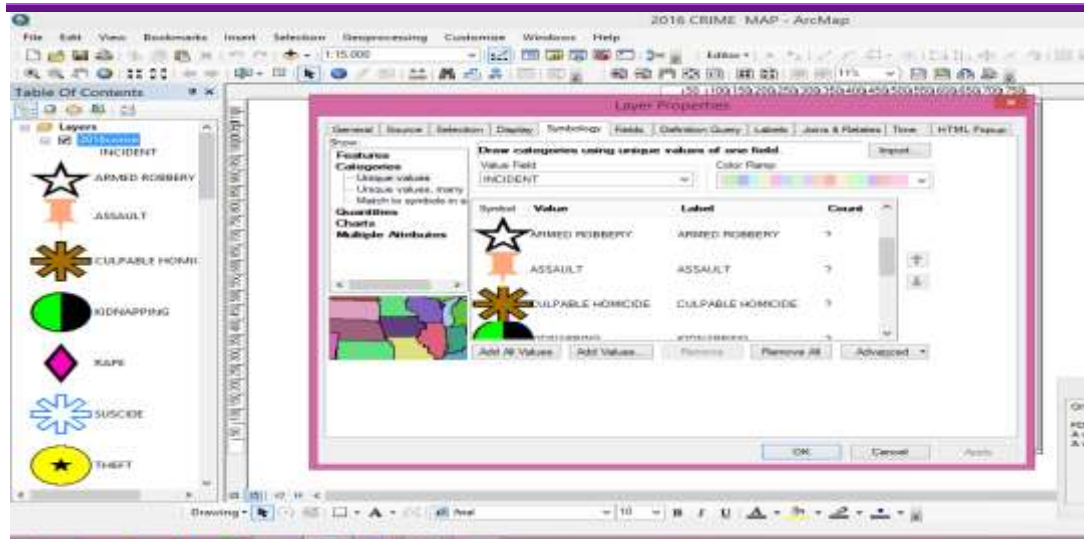 2016 CRIME MAP - ArcMap
File Edit View Bookmarks Insert Selection Geoprocessing Customize Windows Help
1:15,000
Editor
Table Of Contents
Layers
INCIDENT
ARMED ROBBERY
ASSAULT
CULPABLE HOMI
KIDNAPPING
RAPE
SUSCIDE
THEFT
Layer Properties
General Source Selection Display Symbology Fields Definition Query Labels Joins & Relates Time HTML Popup
Show:
Features
Categories
Unique values
Unique values, many
Match to symbols in a
Quantities
Charts
Multiple Attributes
Draw categories using unique values of one field.
Import...
Value Field
Color Ramp
INCIDENT
Symbol Value Label Count
ARMED ROBBERY ARMED ROBBERY ?
ASSAULT ASSAULT ?
CULPABLE HOMICIDE CULPABLE HOMICIDE ?
Add All Values Add Values... Remove Remove All Advanced
OK Cancel Apply
Drawing
A
Arial
10
B I U A